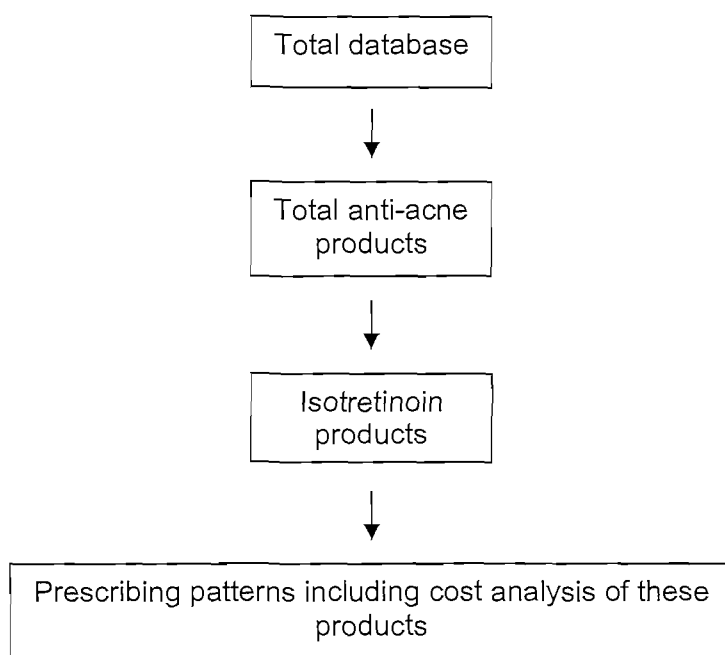 Total database
Total anti-acne
products
Isotretinoin
products
Prescribing patterns including cost analysis of these
products